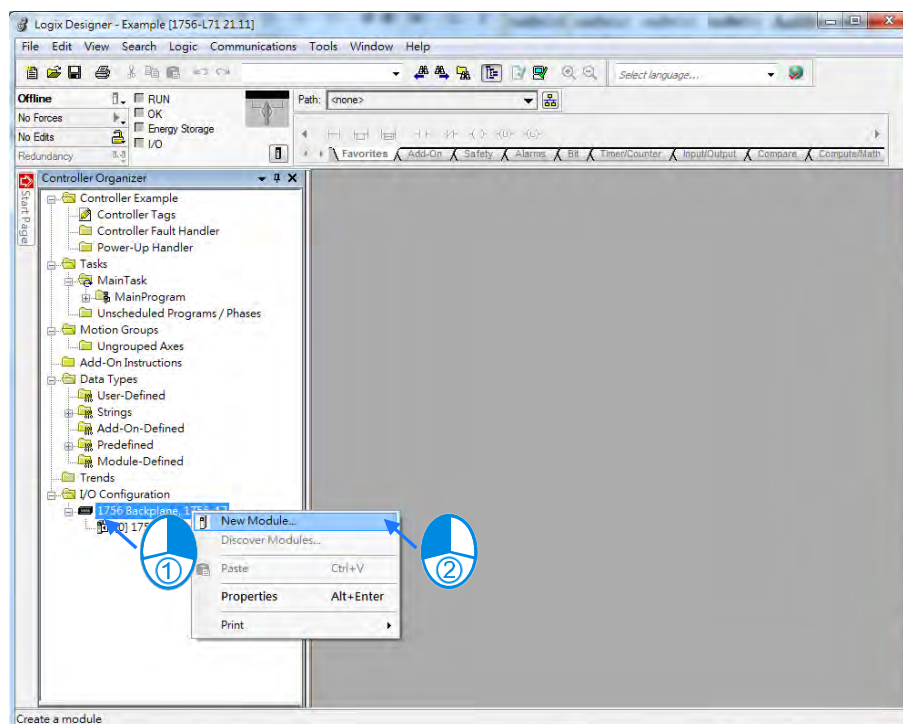 Logix Designer - Example [1756-L71 21.11]
File Edit View Search Logic Communications Tools Window Help
Select language...
Offline
RUN
Path: <none>
No Forces
OK
Energy Storage
No Edits
I/O
Redundancy
Favorites Add-On Safety Alarms Bit Timer/Counter Input/Output Compare Compute/Math
Start Page
Controller Organizer
Controller Example
Controller Tags
Controller Fault Handler
Power-Up Handler
Tasks
MainTask
MainProgram
Unscheduled Programs / Phases
Motion Groups
Ungrouped Axes
Add-On Instructions
Data Types
User-Defined
Strings
Add-On-Defined
Predefined
Module-Defined
Trends
I/O Configuration
1756 Backplane,
New Module...
Discover Modules...
Paste Ctrl+V
Properties Alt+Enter
Print
①
②
Create a module